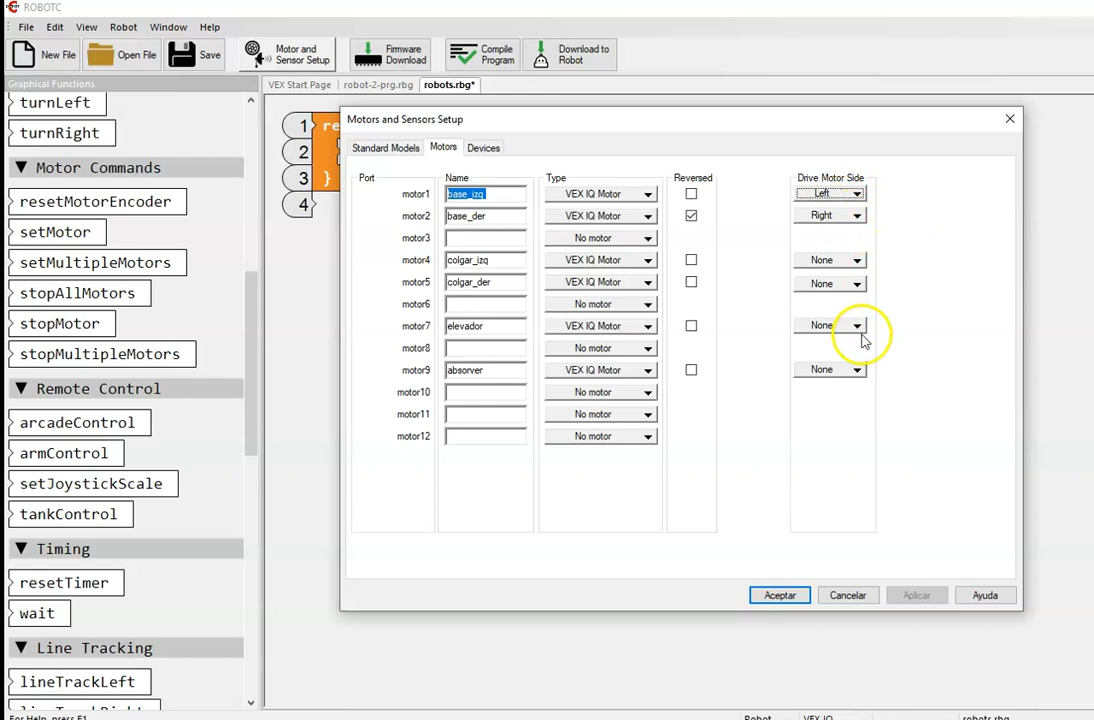 ROBOTC
File Edit View Robot Window Help
New File Open File Save Motor and Sensor Setup Firmware Download Compile Program Download to Robot
Graphical Functions
VEX Start Page robot-2-prg.rbg robots.rbg*
turnLeft
turnRight
Motor Commands
resetMotorEncoder
setMotor
setMultipleMotors
stopAllMotors
stopMotor
stopMultipleMotors
Remote Control
arcadeControl
armControl
setJoystickScale
tankControl
Timing
resetTimer
wait
Line Tracking
lineTrackLeft
1 re
2
3 }
4
Motors and Sensors Setup
Standard Models Motors Devices
Port Name Type Reversed Drive Motor Side
motor1 base_izq VEX IQ Motor Left
motor2 base_der VEX IQ Motor Right
motor3 No motor
motor4 colgar_izq VEX IQ Motor None
motor5 colgar_der VEX IQ Motor None
motor6 No motor
motor7 elevador VEX IQ Motor None
motor8 No motor
motor9 absorver VEX IQ Motor None
motor10 No motor
motor11 No motor
motor12 No motor
Aceptar Cancelar Aplicar Ayuda
For Help, press F1 Robot VEX IQ robots.rbg